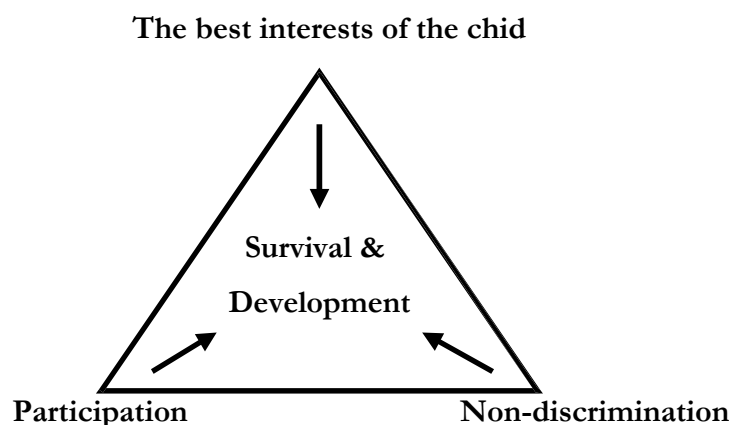 The best interests of the chid
Survival &
Development
Participation
Non-discrimination